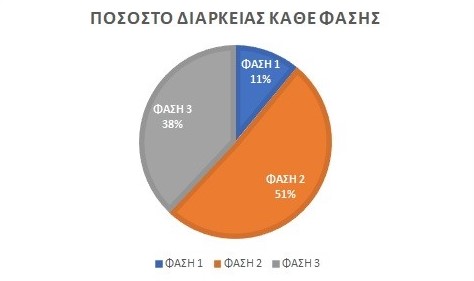 ΠΟΣΟΣΤΟ ΔΙΑΡΚΕΙΑΣ ΚΑΘΕ ΦΑΣΗΣ
ΦΑΣΗ 1
11%
ΦΑΣΗ 3
38%
ΦΑΣΗ 2
51%
ΦΑΣΗ 1 ΦΑΣΗ 2 ΦΑΣΗ 3